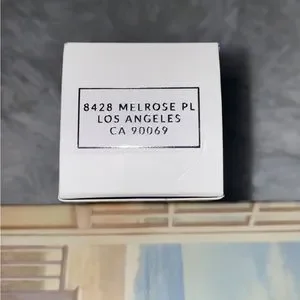 8428 MELROSE PL
LOS ANGELES
CA 90069